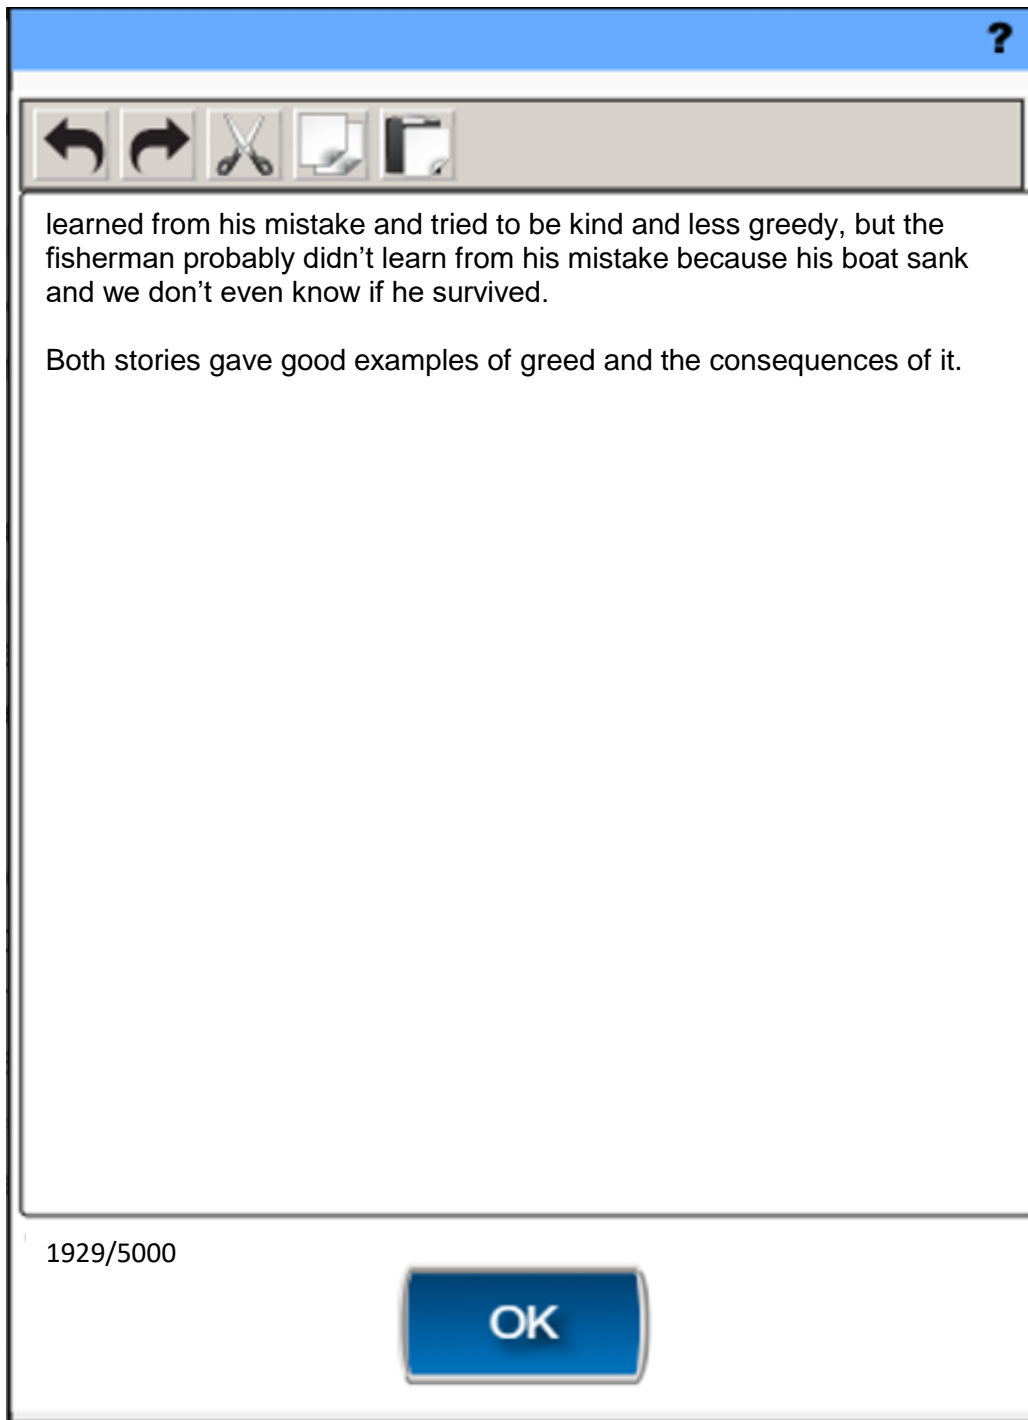 ?
learned from his mistake and tried to be kind and less greedy, but the
fisherman probably didn’t learn from his mistake because his boat sank
and we don’t even know if he survived.
Both stories gave good examples of greed and the consequences of it.
1929/5000
OK